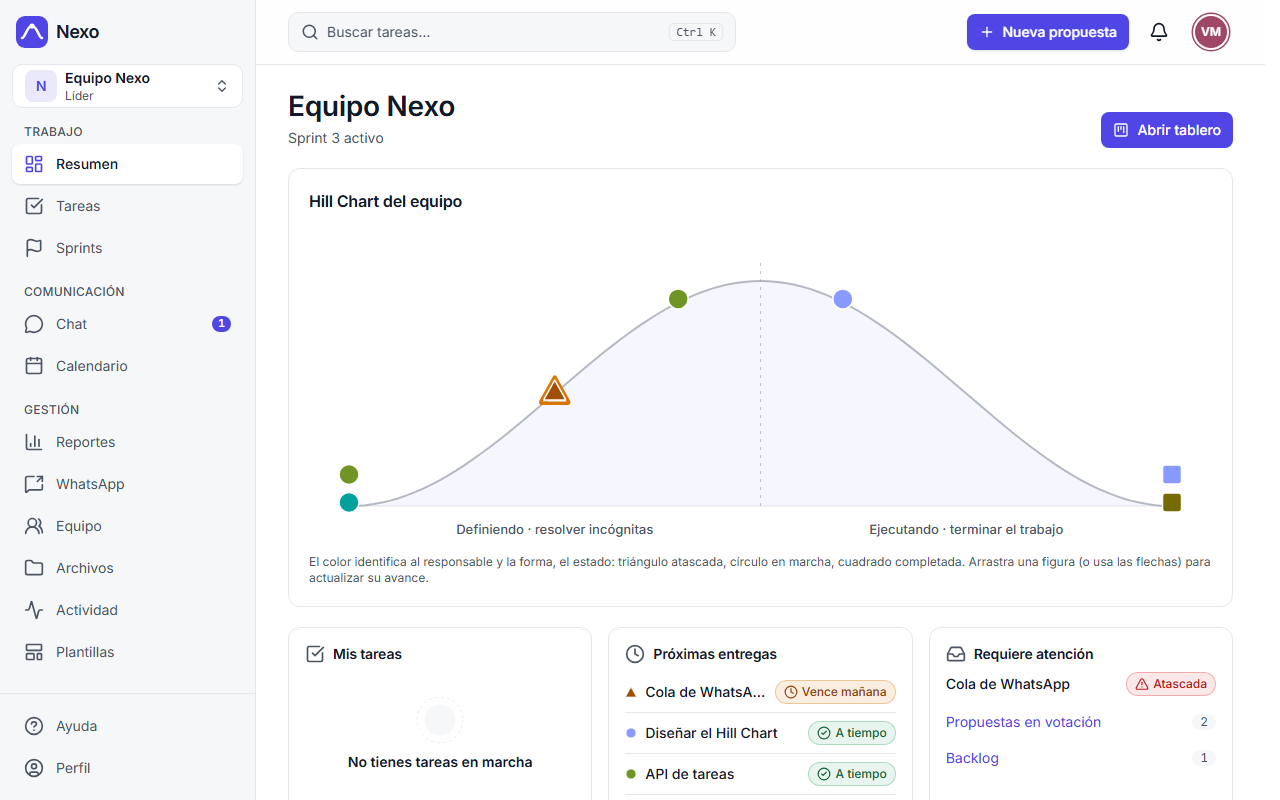 Nexo
N
Equipo Nexo
Líder
TRABAJO
Resumen
Tareas
Sprints
COMUNICACIÓN
Chat
1
Calendario
GESTIÓN
Reportes
WhatsApp
Equipo
Archivos
Actividad
Plantillas
Ayuda
Perfil
Buscar tareas...
Ctrl K
Nueva propuesta
VM
Equipo Nexo
Sprint 3 activo
Abrir tablero
Hill Chart del equipo
Definiendo · resolver incógnitas
Ejecutando · terminar el trabajo
El color identifica al responsable y la forma, el estado: triángulo atascada, círculo en marcha, cuadrado completada. Arrastra una figura (o usa las flechas) para
actualizar su avance.
Mis tareas
No tienes tareas en marcha
Próximas entregas
Cola de WhatsA... Vence mañana
Diseñar el Hill Chart A tiempo
API de tareas A tiempo
Requiere atención
Cola de WhatsApp Atascada
Propuestas en votación 2
Backlog 1